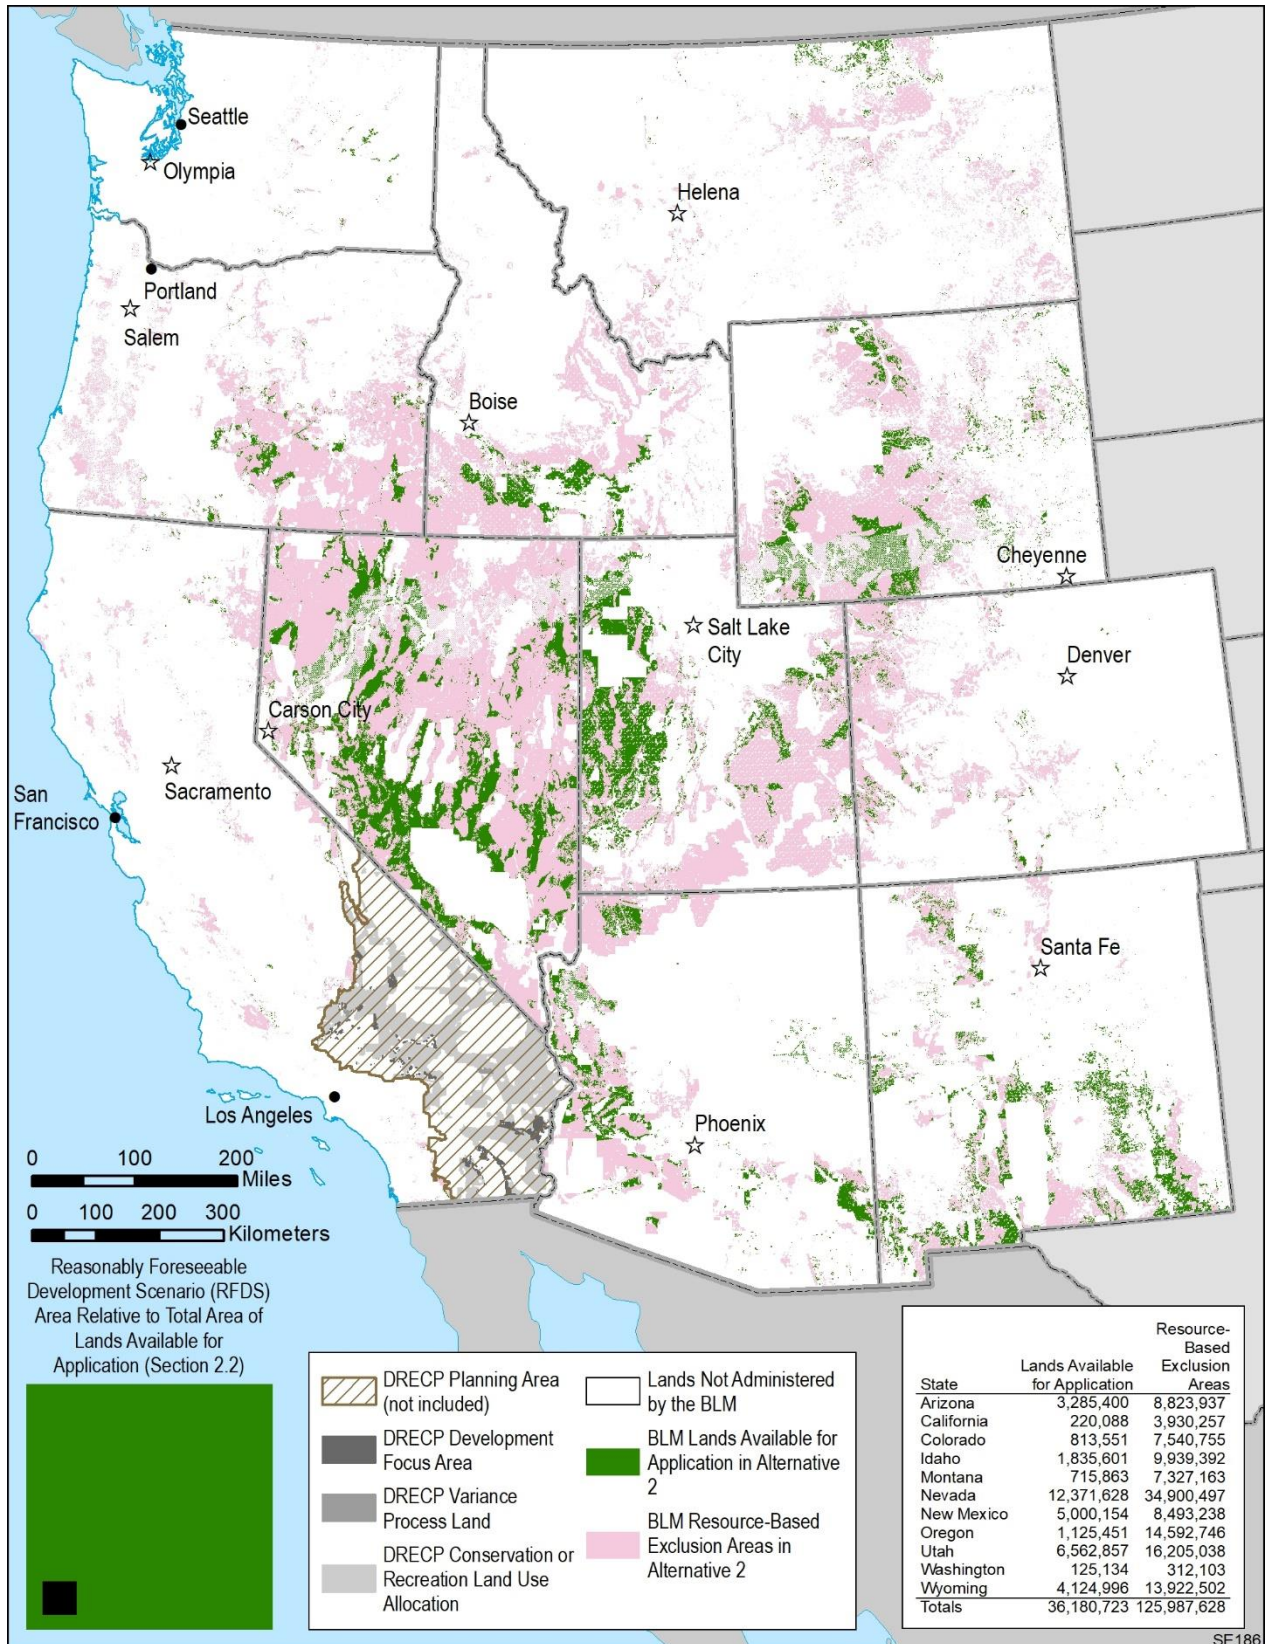 Seattle
Olympia
Helena
Portland
Salem
Boise
Cheyenne
Salt Lake
City
Denver
Carson City
Sacramento
San
Francisco
Santa Fe
Los Angeles
Phoenix
0 100 200
Miles
0 100 200 300
Kilometers
Reasonably Foreseeable
Development Scenario (RFDS)
Area Relative to Total Area of
Lands Available for
Application (Section 2.2)
DRECP Planning Area
(not included)
DRECP Development
Focus Area
DRECP Variance
Process Land
DRECP Conservation or
Recreation Land Use
Allocation
Lands Not Administered
by the BLM
BLM Lands Available for
Application in Alternative
2
BLM Resource-Based
Exclusion Areas in
Alternative 2
Resource-
Based
Lands Available Exclusion
State for Application Areas
Arizona 3,285,400 8,823,937
California 220,088 3,930,257
Colorado 813,551 7,540,755
Idaho 1,835,601 9,939,392
Montana 715,863 7,327,163
Nevada 12,371,628 34,900,497
New Mexico 5,000,154 8,493,238
Oregon 1,125,451 14,592,746
Utah 6,562,857 16,205,038
Washington 125,134 312,103
Wyoming 4,124,996 13,922,502
Totals 36,180,723 125,987,628
SE186